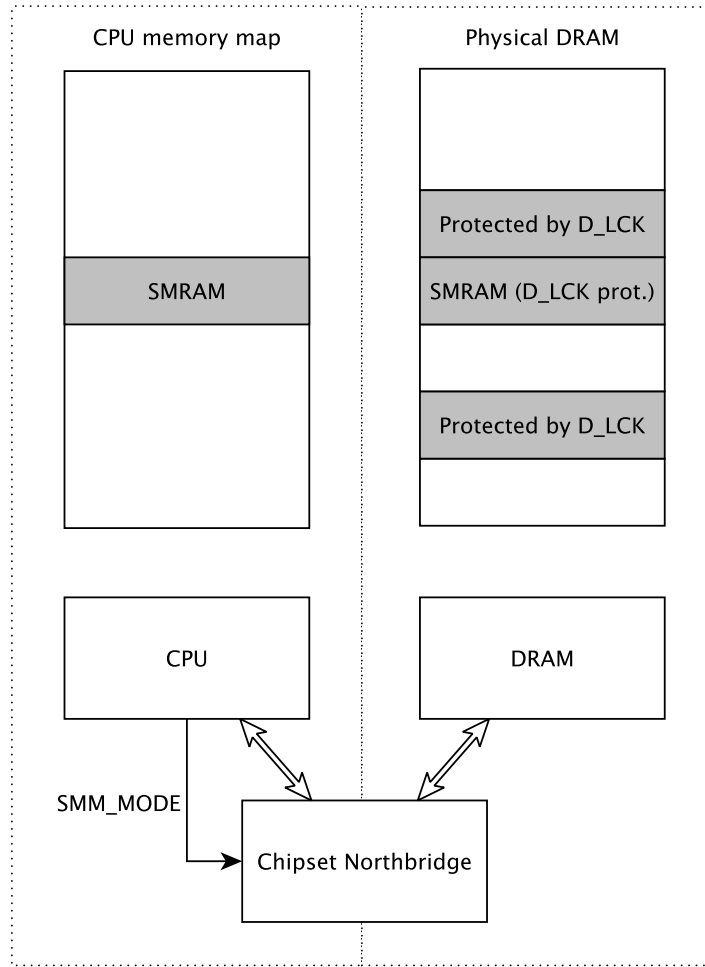 CPU memory map
Physical DRAM
Protected by D_LCK
SMRAM
SMRAM (D_LCK prot.)
Protected by D_LCK
CPU
DRAM
SMM_MODE
Chipset Northbridge